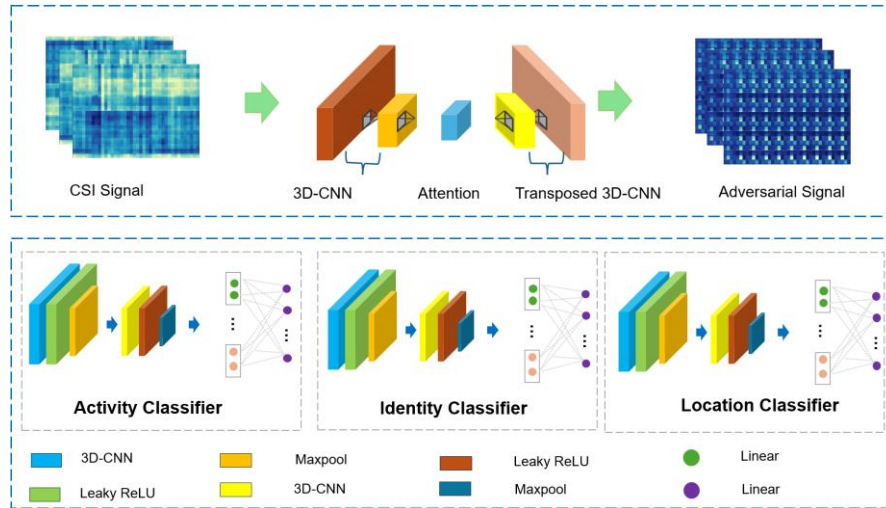 CSI Signal
3D-CNN
Attention
Transposed 3D-CNN
Adversarial Signal
...
...
...
...
...
...
Activity Classifier
Identity Classifier
Location Classifier
3D-CNN
Maxpool
Leaky ReLU
Linear
Leaky ReLU
3D-CNN
Maxpool
Linear